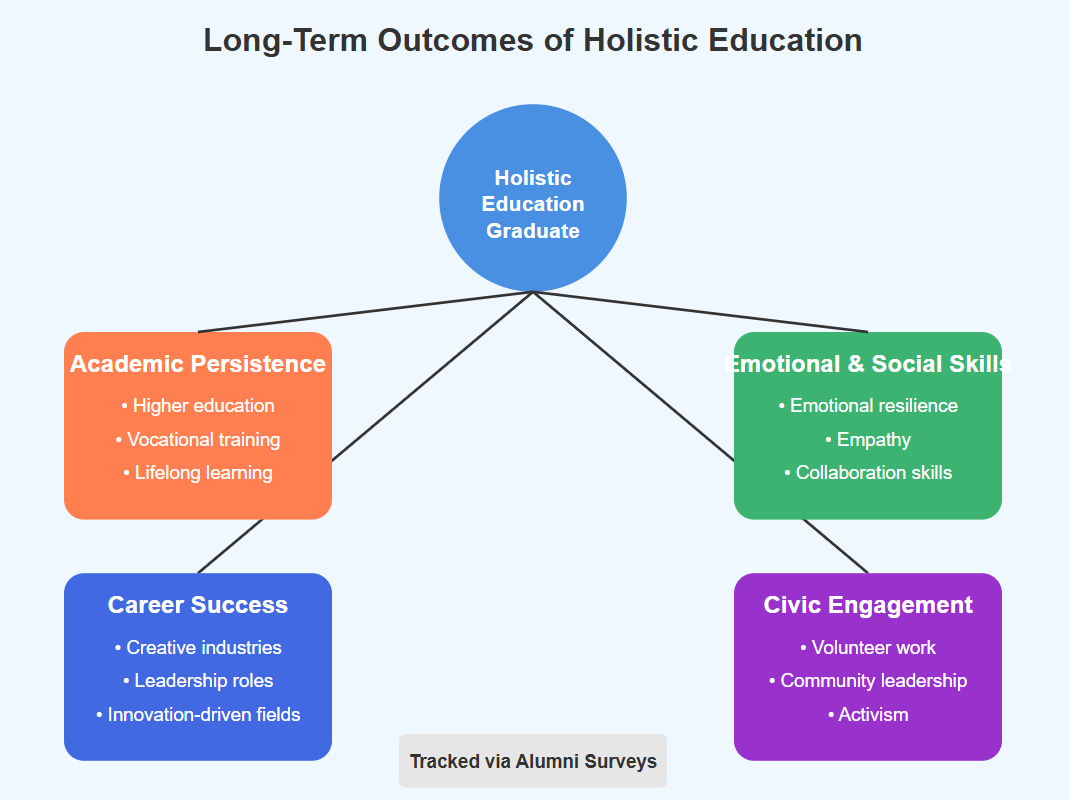 Long-Term Outcomes of Holistic Education
Holistic
Education
Graduate
Academic Persistence
• Higher education
• Vocational training
• Lifelong learning
Emotional & Social Skills
• Emotional resilience
• Empathy
• Collaboration skills
Career Success
• Creative industries
• Leadership roles
• Innovation-driven fields
Civic Engagement
• Volunteer work
• Community leadership
• Activism
Tracked via Alumni Surveys